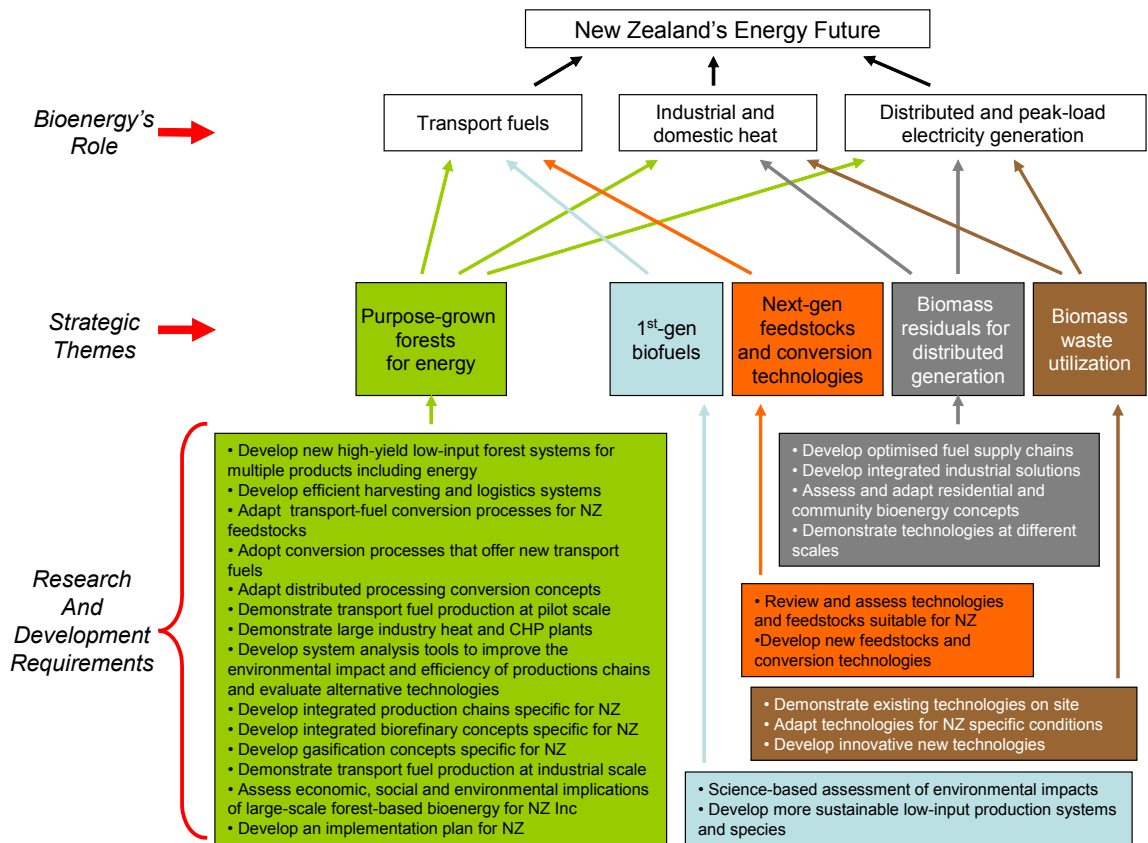 New Zealand's Energy Future
Bioenergy's
Role
Transport fuels
Industrial and
domestic heat
Distributed and peak-load
electricity generation
Strategic
Themes
Purpose-grown
forests
for energy
1st-gen
biofuels
Next-gen
feedstocks
and conversion
technologies
Biomass
residuals for
distributed
generation
Biomass
waste
utilization
Research
And
Development
Requirements
• Develop new high-yield low-input forest systems for
multiple products including energy
• Develop efficient harvesting and logistics systems
• Adapt transport-fuel conversion processes for NZ
feedstocks
• Adopt conversion processes that offer new transport
fuels
• Adapt distributed processing conversion concepts
• Demonstrate transport fuel production at pilot scale
• Demonstrate large industry heat and CHP plants
• Develop system analysis tools to improve the
environmental impact and efficiency of productions chains
and evaluate alternative technologies
• Develop integrated production chains specific for NZ
• Develop integrated biorefinary concepts specific for NZ
• Develop gasification concepts specific for NZ
• Demonstrate transport fuel production at industrial scale
• Assess economic, social and environmental implications
of large-scale forest-based bioenergy for NZ Inc
• Develop an implementation plan for NZ
• Develop optimised fuel supply chains
• Develop integrated industrial solutions
• Assess and adapt residential and
community bioenergy concepts
• Demonstrate technologies at different
scales
• Review and assess technologies
and feedstocks suitable for NZ
•Develop new feedstocks and
conversion technologies
• Demonstrate existing technologies on site
• Adapt technologies for NZ specific conditions
• Develop innovative new technologies
• Science-based assessment of environmental impacts
• Develop more sustainable low-input production systems
and species